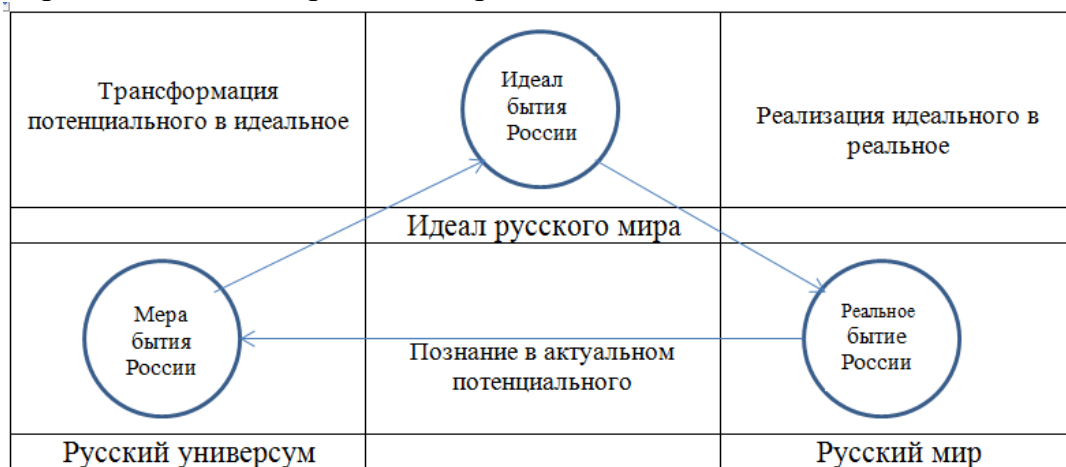 Трансформация
потенциального в идеальное
Идеал
бытия
России
Реализация идеального в
реальное
Идеал русского мира
Мера
бытия
России
Познание в актуальном
потенциального
Реальное
бытие
России
Русский универсум
Русский мир